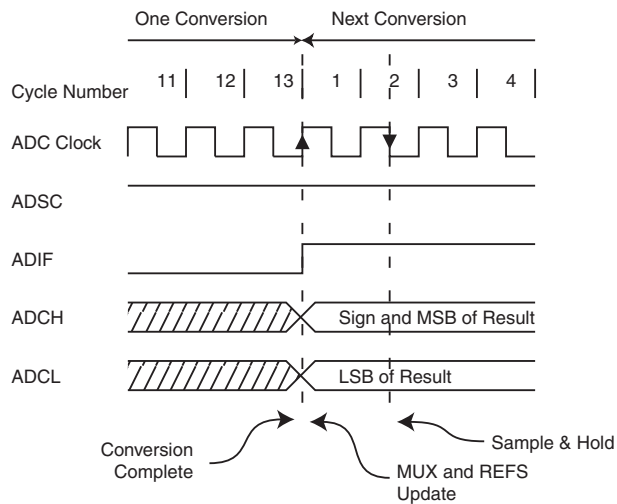 One Conversion Next Conversion
Cycle Number 11 12 13 1 2 3 4
ADC Clock
ADSC
ADIF
ADCH Sign and MSB of Result
ADCL LSB of Result
Conversion
Complete
MUX and REFS
Update
Sample & Hold